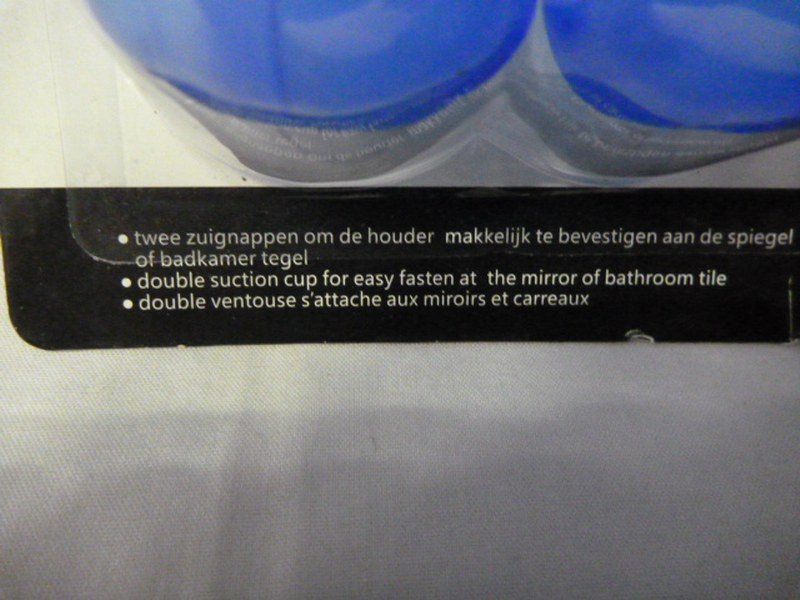 • twee zuignappen om de houder makkelijk te bevestigen aan de spiegel
of badkamer tegel
• double suction cup for easy fasten at the mirror of bathroom tile
• double ventouse s'attache aux miroirs et carreaux